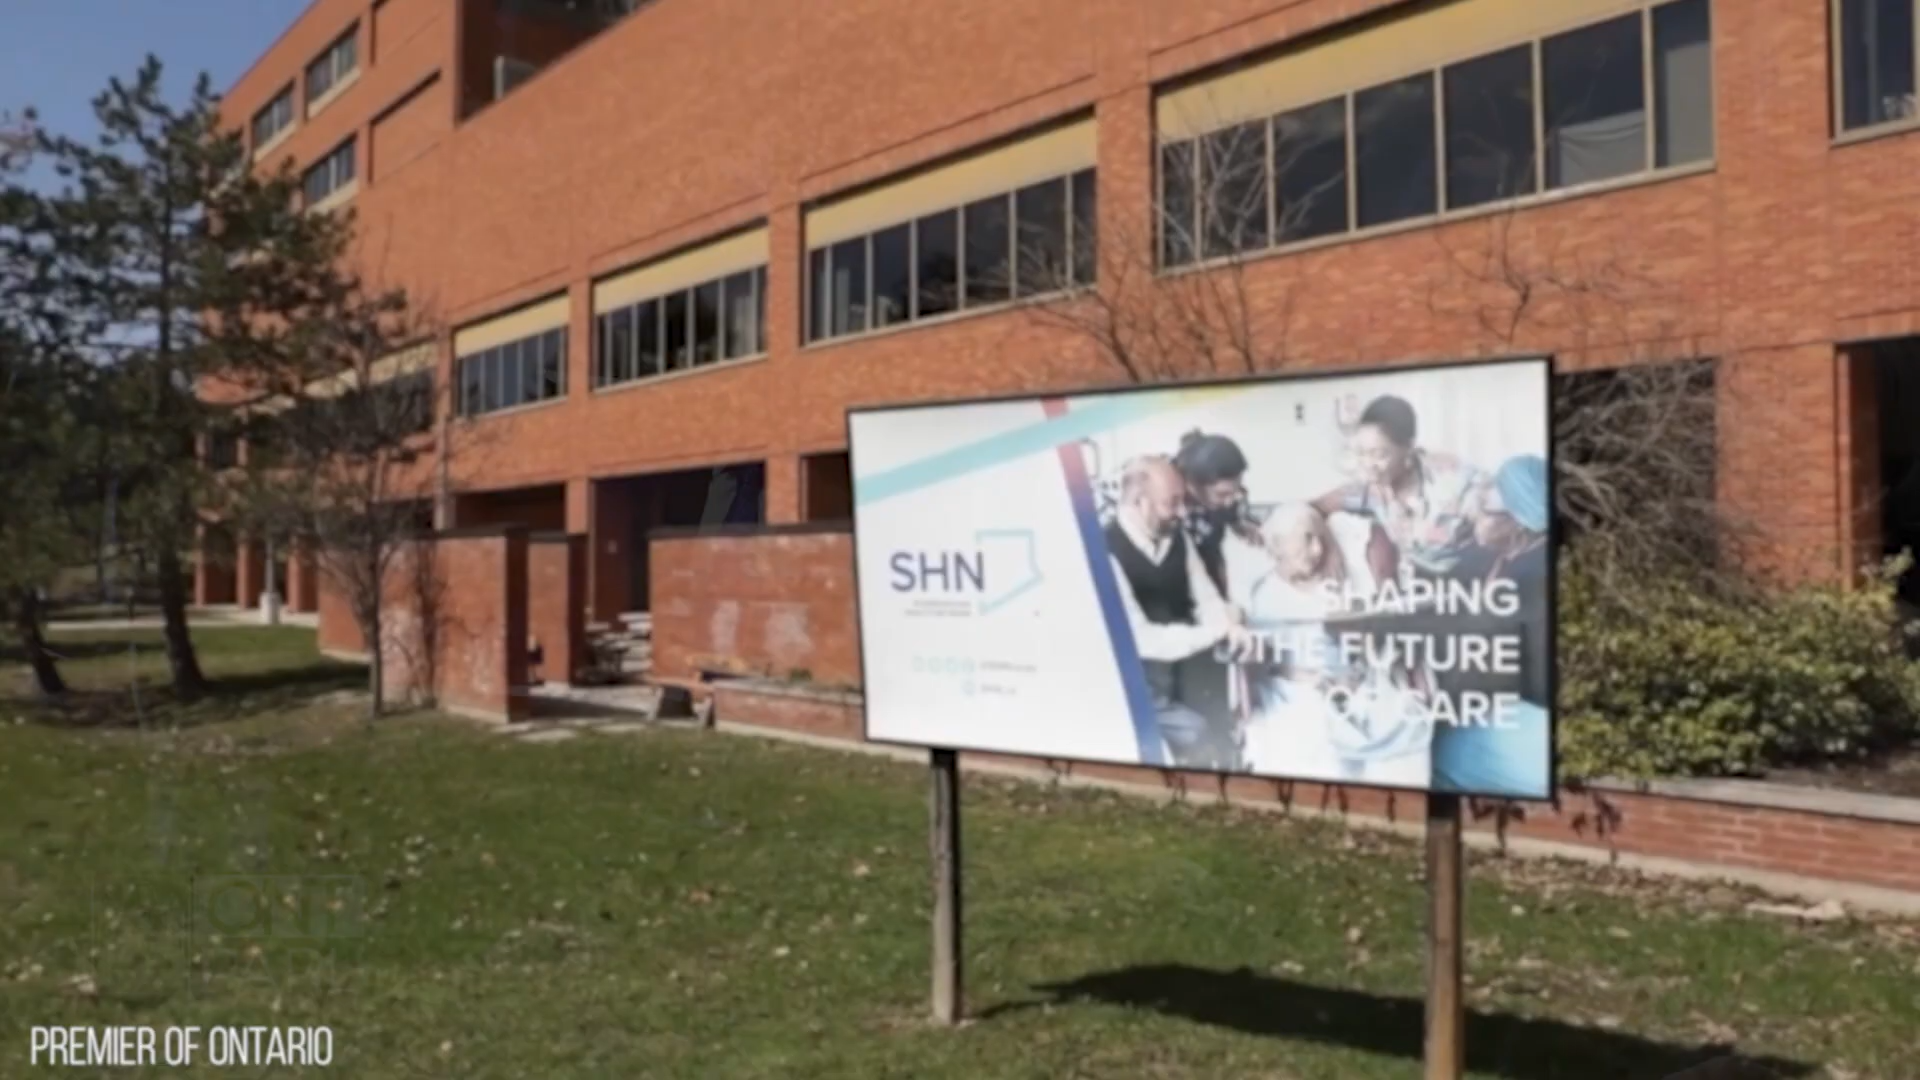 SHN
SHAPING
THE FUTURE
OF CARE
PREMIER OF ONTARIO